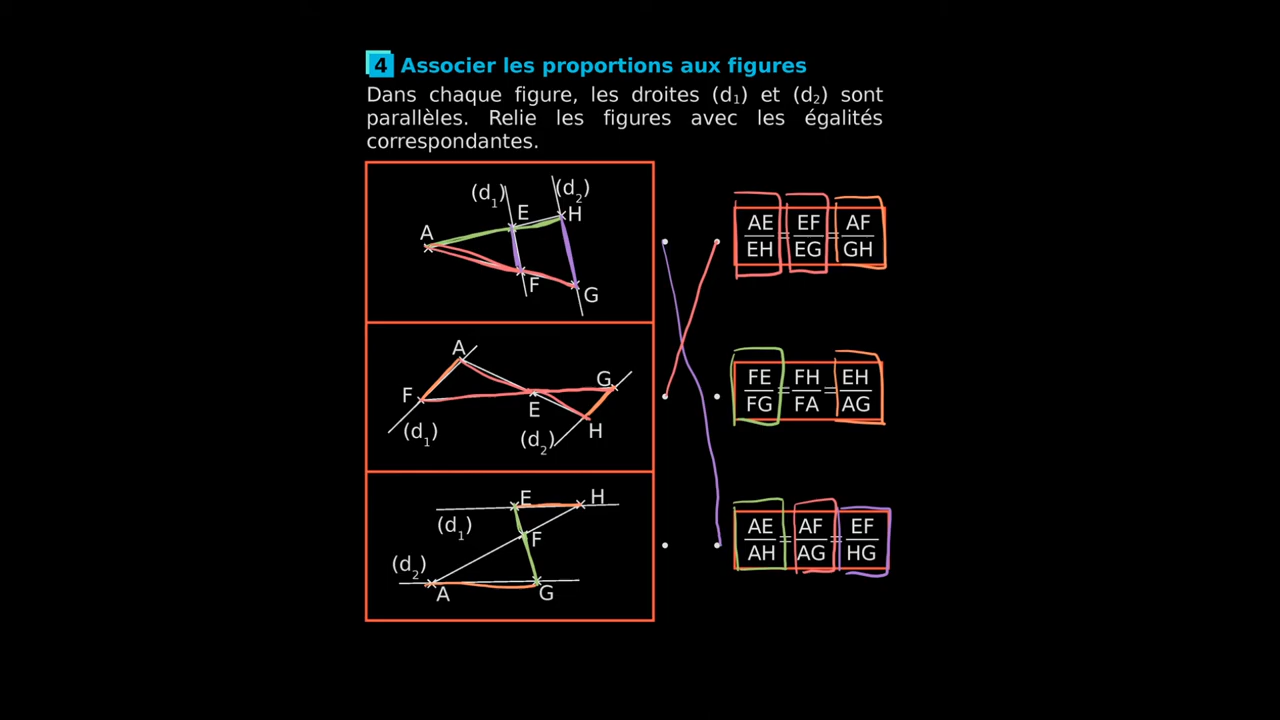 4 Associer les proportions aux figures
Dans chaque figure, les droites (d₁) et (d₂) sont
parallèles. Relie les figures avec les égalités
correspondantes.
(d₁) E (d₂) H
A
F
G
AE/EH = EF/EG = AF/GH
A
F
G
E
(d₁) (d₂) H
FE/FG = FH/FA = EH/AG
E H
(d₁)
F
(d₂)
A G
AE/AH = AF/AG = EF/HG